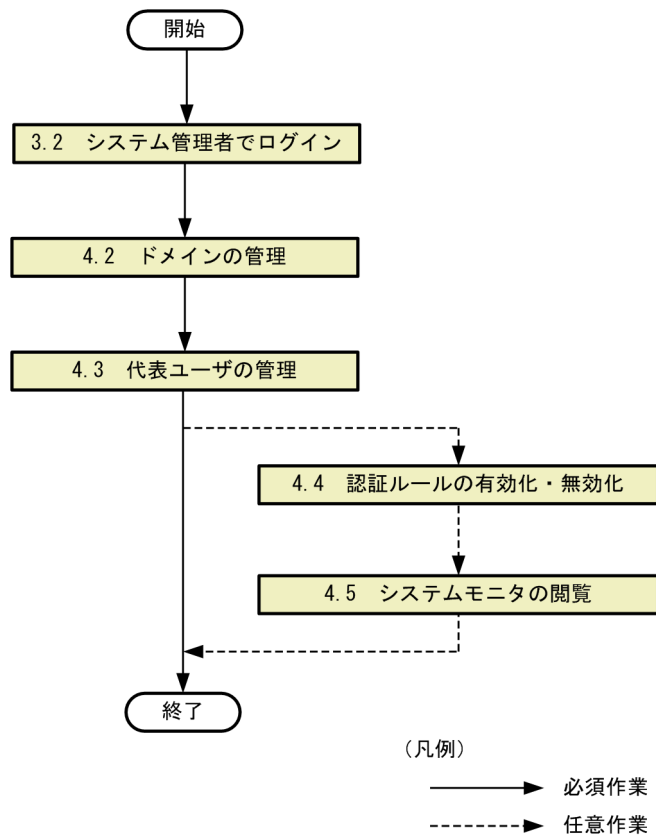 開始
3.2 システム管理者でログイン
4.2 ドメインの管理
4.3 代表ユーザの管理
4.4 認証ルールの有効化・無効化
4.5 システムモニタの閲覧
終了
(凡例)
必須作業
任意作業